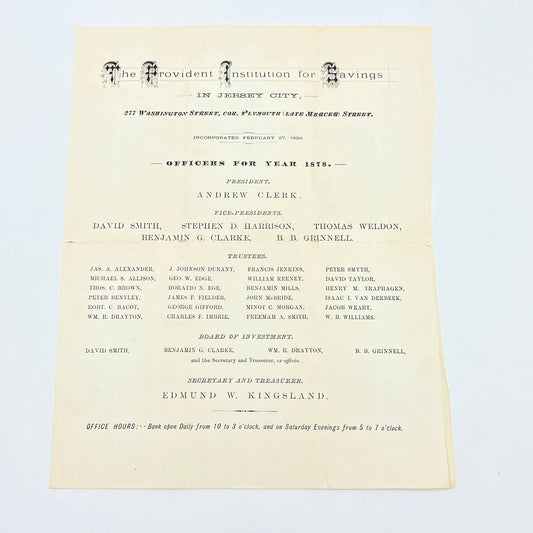 The Provident Institution for Savings
IN JERSEY CITY,
277 WASHINGTON STREET, COR. PLYMOUTH (LATE MERCER) STREET.
OFFICERS FOR YEAR 1878.
PRESIDENT,
ANDREW CLERK.
VICE-PRESIDENTS.
DAVID SMITH, STEPHEN D. HARRISON, THOMAS WELDON,
BENJAMIN G. CLARKE, B. B. GRINNELL.
TRUSTEES.
JAS. A. ALEXANDER, J. JOHNSON DURANT, FRANCIS JENKINS, PETER SMYTH,
MICHAEL S. ALLISON, GEO. W. EDGE, WILLIAM KEENEY, DAVID TAYLOR,
THOS. C. BROWN, HORATIO N. EGE, BENJAMIN MILLS, HENRY M. TRAPHAGEN,
PETER BENTLEY, JAMES F. FIELDER, JOHN McBRIDE, ISAAC I. VAN DERBEEK,
ROBT. C. BACOT, GEORGE GIFFORD, MINOT C. MORGAN, JACOB WEART,
WM. R. DRAYTON, CHARLES F. IMBRIE, FREEMAM A. SMITH, W. B. WILLIAMS.
BOARD OF INVESTMENT.
DAVID SMITH, BENJAMIN G. CLARKE, WM. R. DRAYTON, B. B. GRINNELL,
and the Secretary and Treasurer, ex-officio.
SECRETARY AND TREASURER.
EDMUND W. KINGSLAND.
OFFICE HOURS:-- Bank open Daily from 10 to 3 o'clock, and on Saturday Evenings from 5 to 7 o'clock.